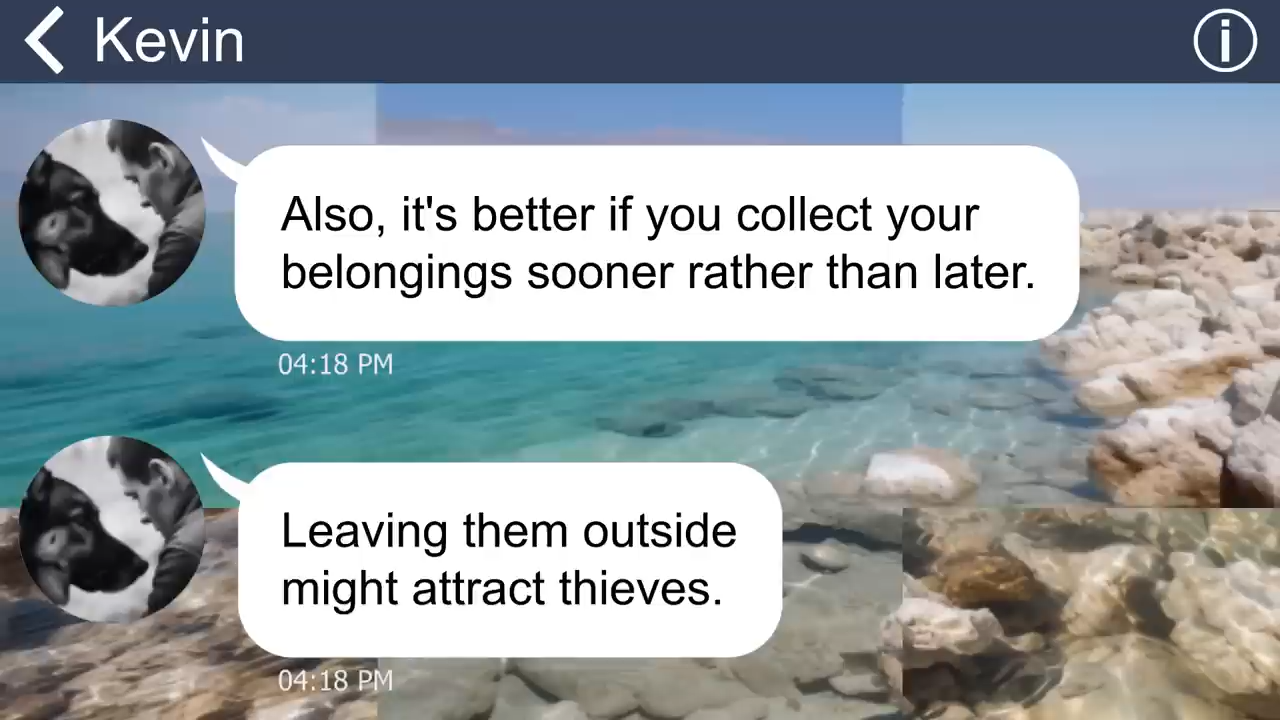 Kevin
Also, it's better if you collect your
belongings sooner rather than later.
04:18 PM
Leaving them outside
might attract thieves.
04:18 PM